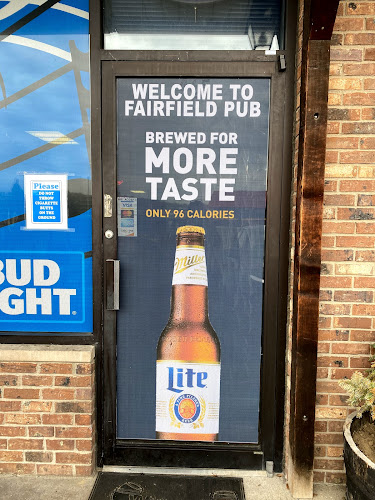 WELCOME TO
FAIRFIELD PUB
BREWED FOR
MORE
TASTE
ONLY 96 CALORIES
Miller
Lite
Please
DO NOT
THROW
CIGARETTE
BUTTS
ON THE
GROUND
BUD
LIGHT